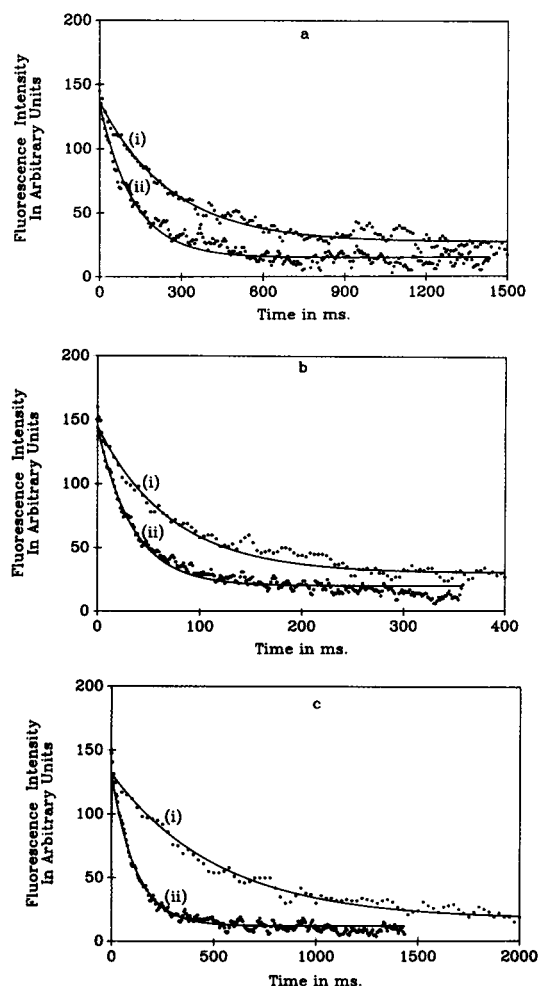 a
Fluorescence Intensity
In Arbitrary Units
200
150
100
50
0
(i)
(ii)
0 300 600 900 1200 1500
Time in ms.
b
Fluorescence Intensity
In Arbitrary Units
200
150
100
50
0
(i)
(ii)
0 100 200 300 400
Time in ms.
c
Fluorescence Intensity
In Arbitrary Units
200
150
100
50
0
(i)
(ii)
0 500 1000 1500 2000
Time in ms.